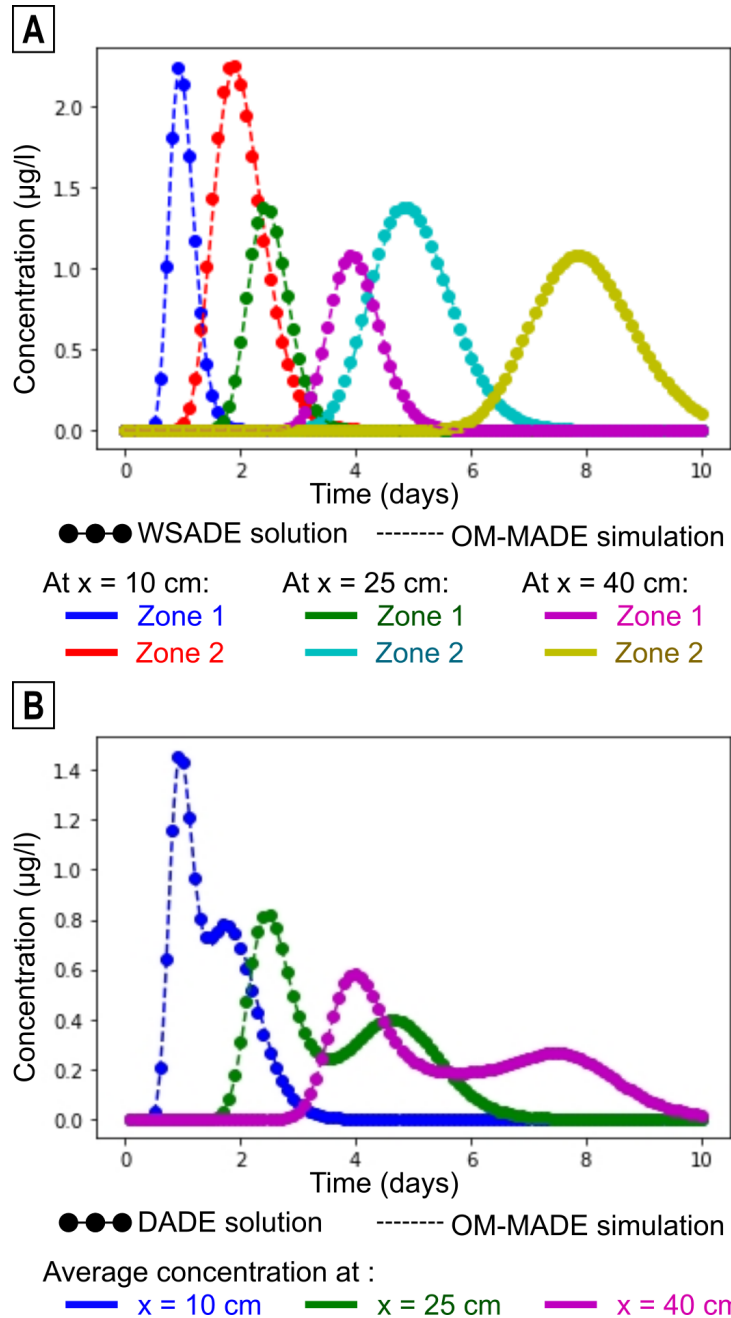 A
Concentration (µg/l)
2.0
1.5
1.0
0.5
0.0
0 2 4 6 8 10
Time (days)
WSADE solution OM-MADE simulation
At x = 10 cm: At x = 25 cm: At x = 40 cm:
Zone 1 Zone 1 Zone 1
Zone 2 Zone 2 Zone 2
B
Concentration (µg/l)
1.4
1.2
1.0
0.8
0.6
0.4
0.2
0.0
0 2 4 6 8 10
Time (days)
DADE solution OM-MADE simulation
Average concentration at :
x = 10 cm x = 25 cm x = 40 cm